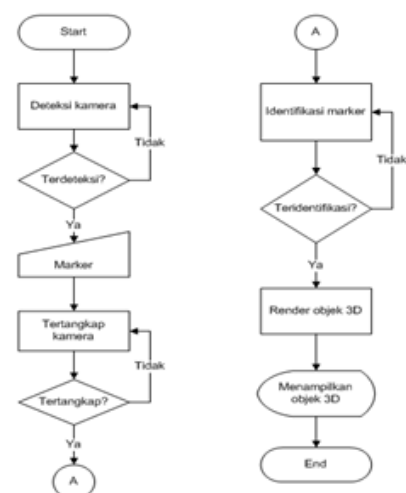 Start
Deteksi kamera
Tidak
Terdeteksi?
Ya
Marker
Tertangkap
kamera
Tidak
Tertangkap?
Ya
A
A
Identifikasi marker
Tidak
Teridentifikasi?
Ya
Render objek 3D
Menampilkan
objek 3D
End